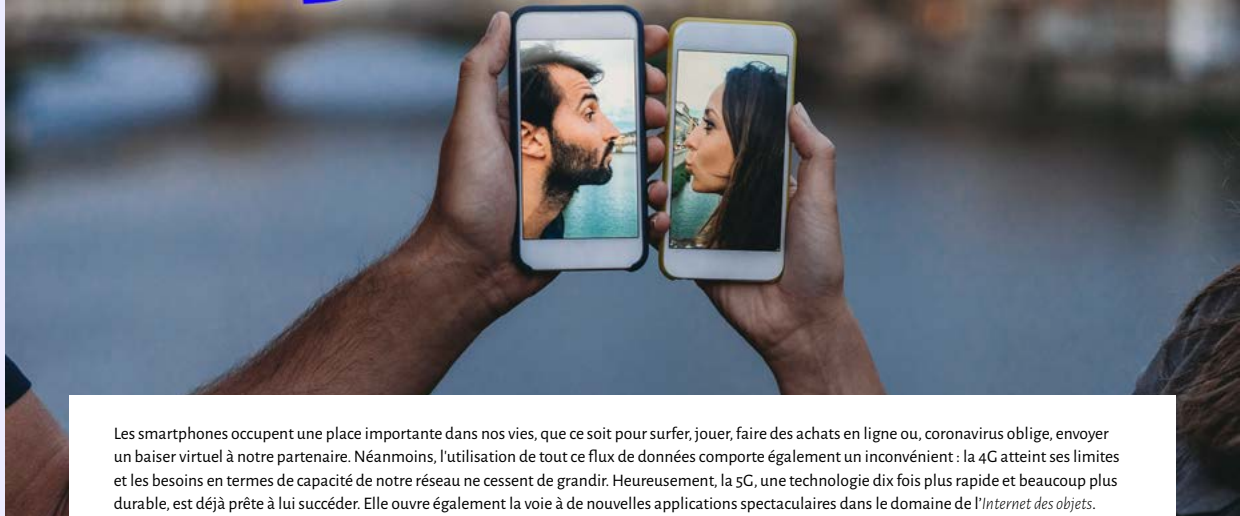 Les smartphones occupent une place importante dans nos vies, que ce soit pour surfer, jouer, faire des achats en ligne ou, coronavirus oblige, envoyer
un baiser virtuel à notre partenaire. Néanmoins, l'utilisation de tout ce flux de données comporte également un inconvénient : la 4G atteint ses limites
et les besoins en termes de capacité de notre réseau ne cessent de grandir. Heureusement, la 5G, une technologie dix fois plus rapide et beaucoup plus
durable, est déjà prête à lui succéder. Elle ouvre également la voie à de nouvelles applications spectaculaires dans le domaine de l'Internet des objets.